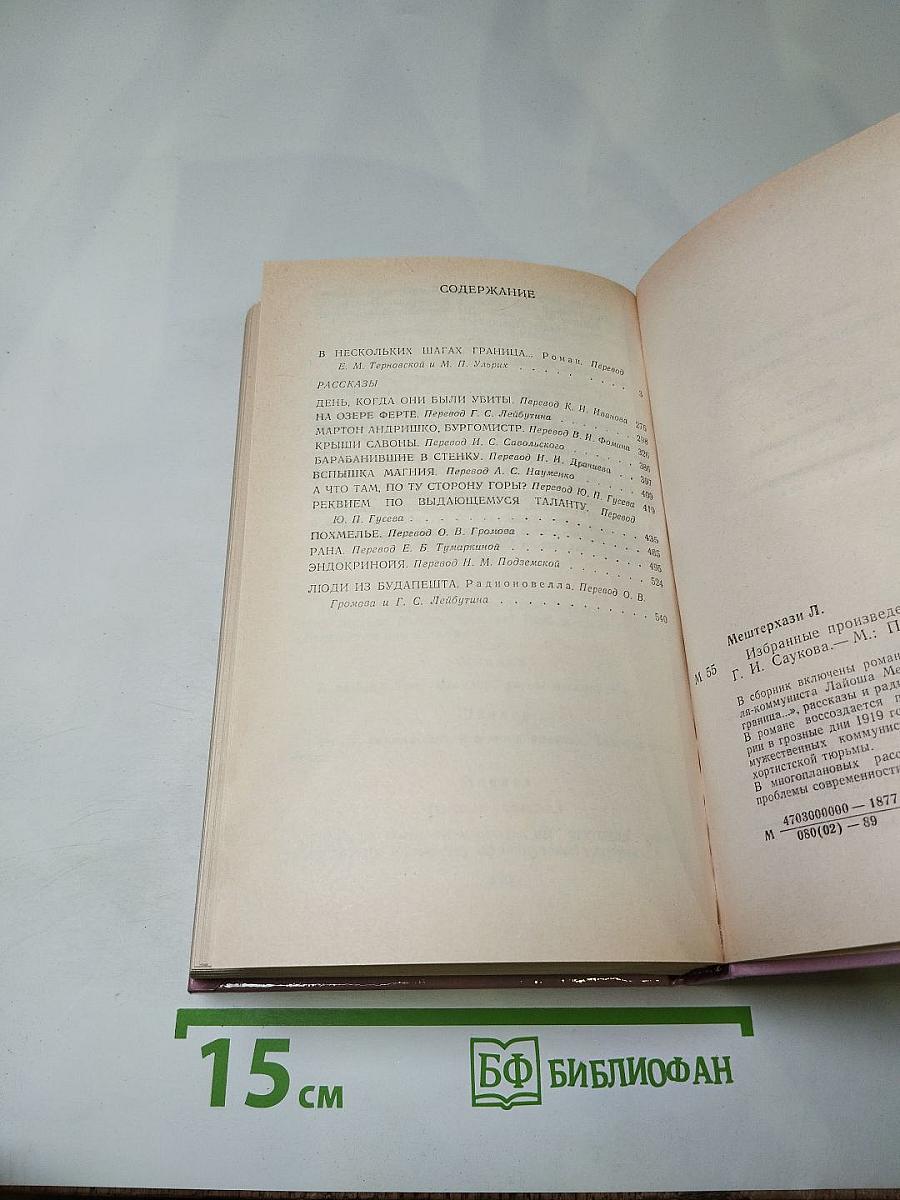 СОДЕРЖАНИЕ
В НЕСКОЛЬКИХ ШАГАХ ГРАНИЦА... Роман. Перевод
Е. М. Терновской и М. П. Ульрих . . . . . . . . 3
РАССКАЗЫ
ДЕНЬ, КОГДА ОНИ БЫЛИ УБИТЫ. Перевод К. Н. Иванова 275
НА ОЗЕРЕ ФЕРТЕ. Перевод Г. С. Лейбутина . . . . 298
МАРТОН АНДРИШКО, БУРГОМИСТР. Перевод В. Н. Фомина 326
КРЫШИ САВОНЫ. Перевод И. С. Савольского . . . . 386
БАРАБАНИВШИЕ В СТЕНКУ. Перевод И. И. Драчнева . . 397
ВСПЫШКА МАГНИЯ. Перевод А. С. Науменко . . . . 409
А ЧТО ТАМ, ПО ТУ СТОРОНУ ГОРЫ? Перевод Ю. П. Гусева 419
РЕКВИЕМ ПО ВЫДАЮЩЕМУСЯ ТАЛАНТУ. Перевод
Ю. П. Гусева . . . . . . . . . . . 435
ПОХМЕЛЬЕ. Перевод О. В. Громова . . . . . . . 485
РАНА. Перевод Е. Б Тумаркиной . . . . . . . . 495
ЭНДОКРИНОЙЯ. Перевод Н. М. Подземской . . . . . 524
ЛЮДИ ИЗ БУДАПЕШТА. Радионовелла. Перевод О. В.
Громова и Г. С. Лейбутина . . . . . . . . . 540
Мештерхази Л.
М 55 Избранные произведе
Г. И. Саукова.— М.: П
В сборник включены рома
ля-коммуниста Лайоша Ме
граница...», рассказы и рад
В романе воссоздается
рии в грозные дни 1919 го
мужественных коммунис
хортистской тюрьмы.
В многоплановых расс
проблемы современности
М 4703000000 — 1877
080(02) — 89
15 см
БФ БИБЛИОФАН